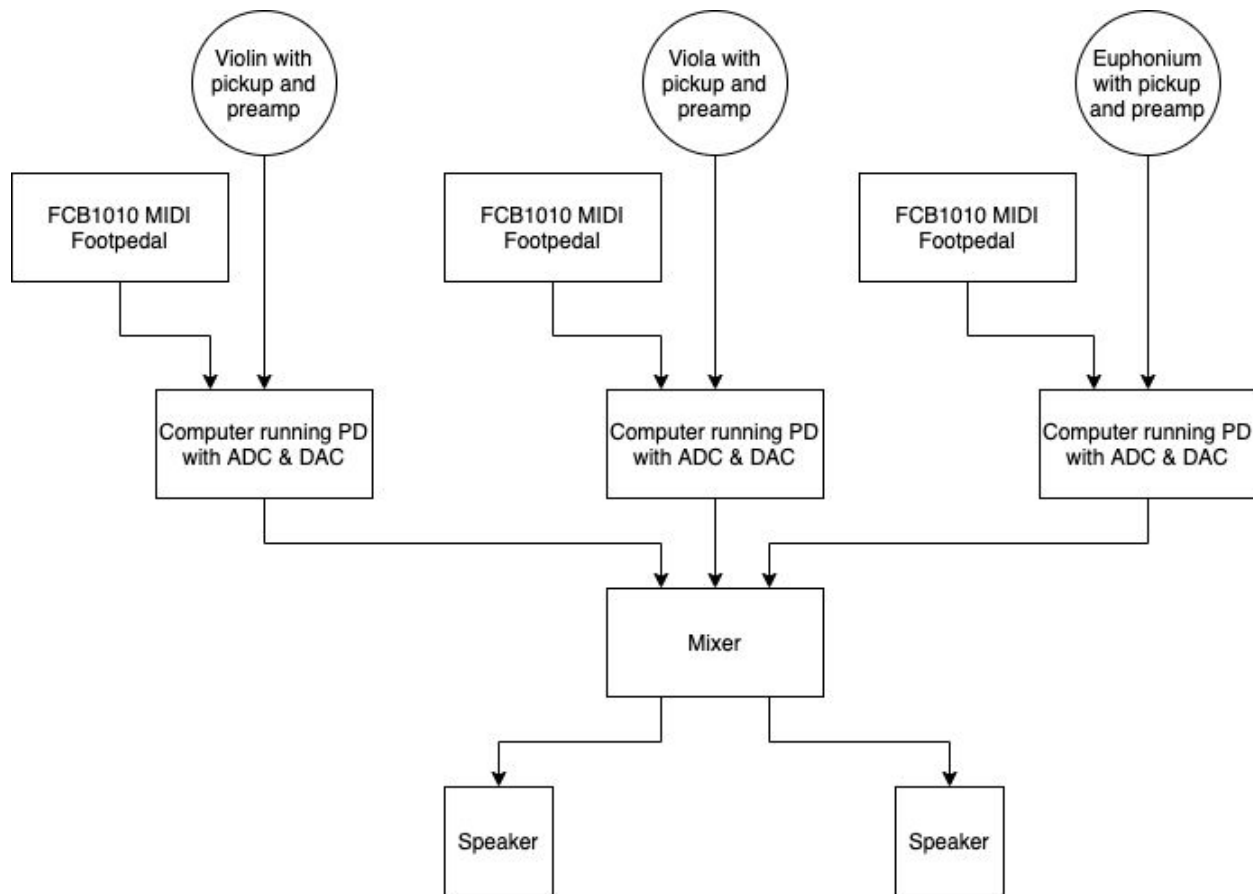 Violin with
pickup and
preamp
Viola with
pickup and
preamp
Euphonium
with pickup
and preamp
FCB1010 MIDI
Footpedal
FCB1010 MIDI
Footpedal
FCB1010 MIDI
Footpedal
Computer running PD
with ADC & DAC
Computer running PD
with ADC & DAC
Computer running PD
with ADC & DAC
Mixer
Speaker
Speaker